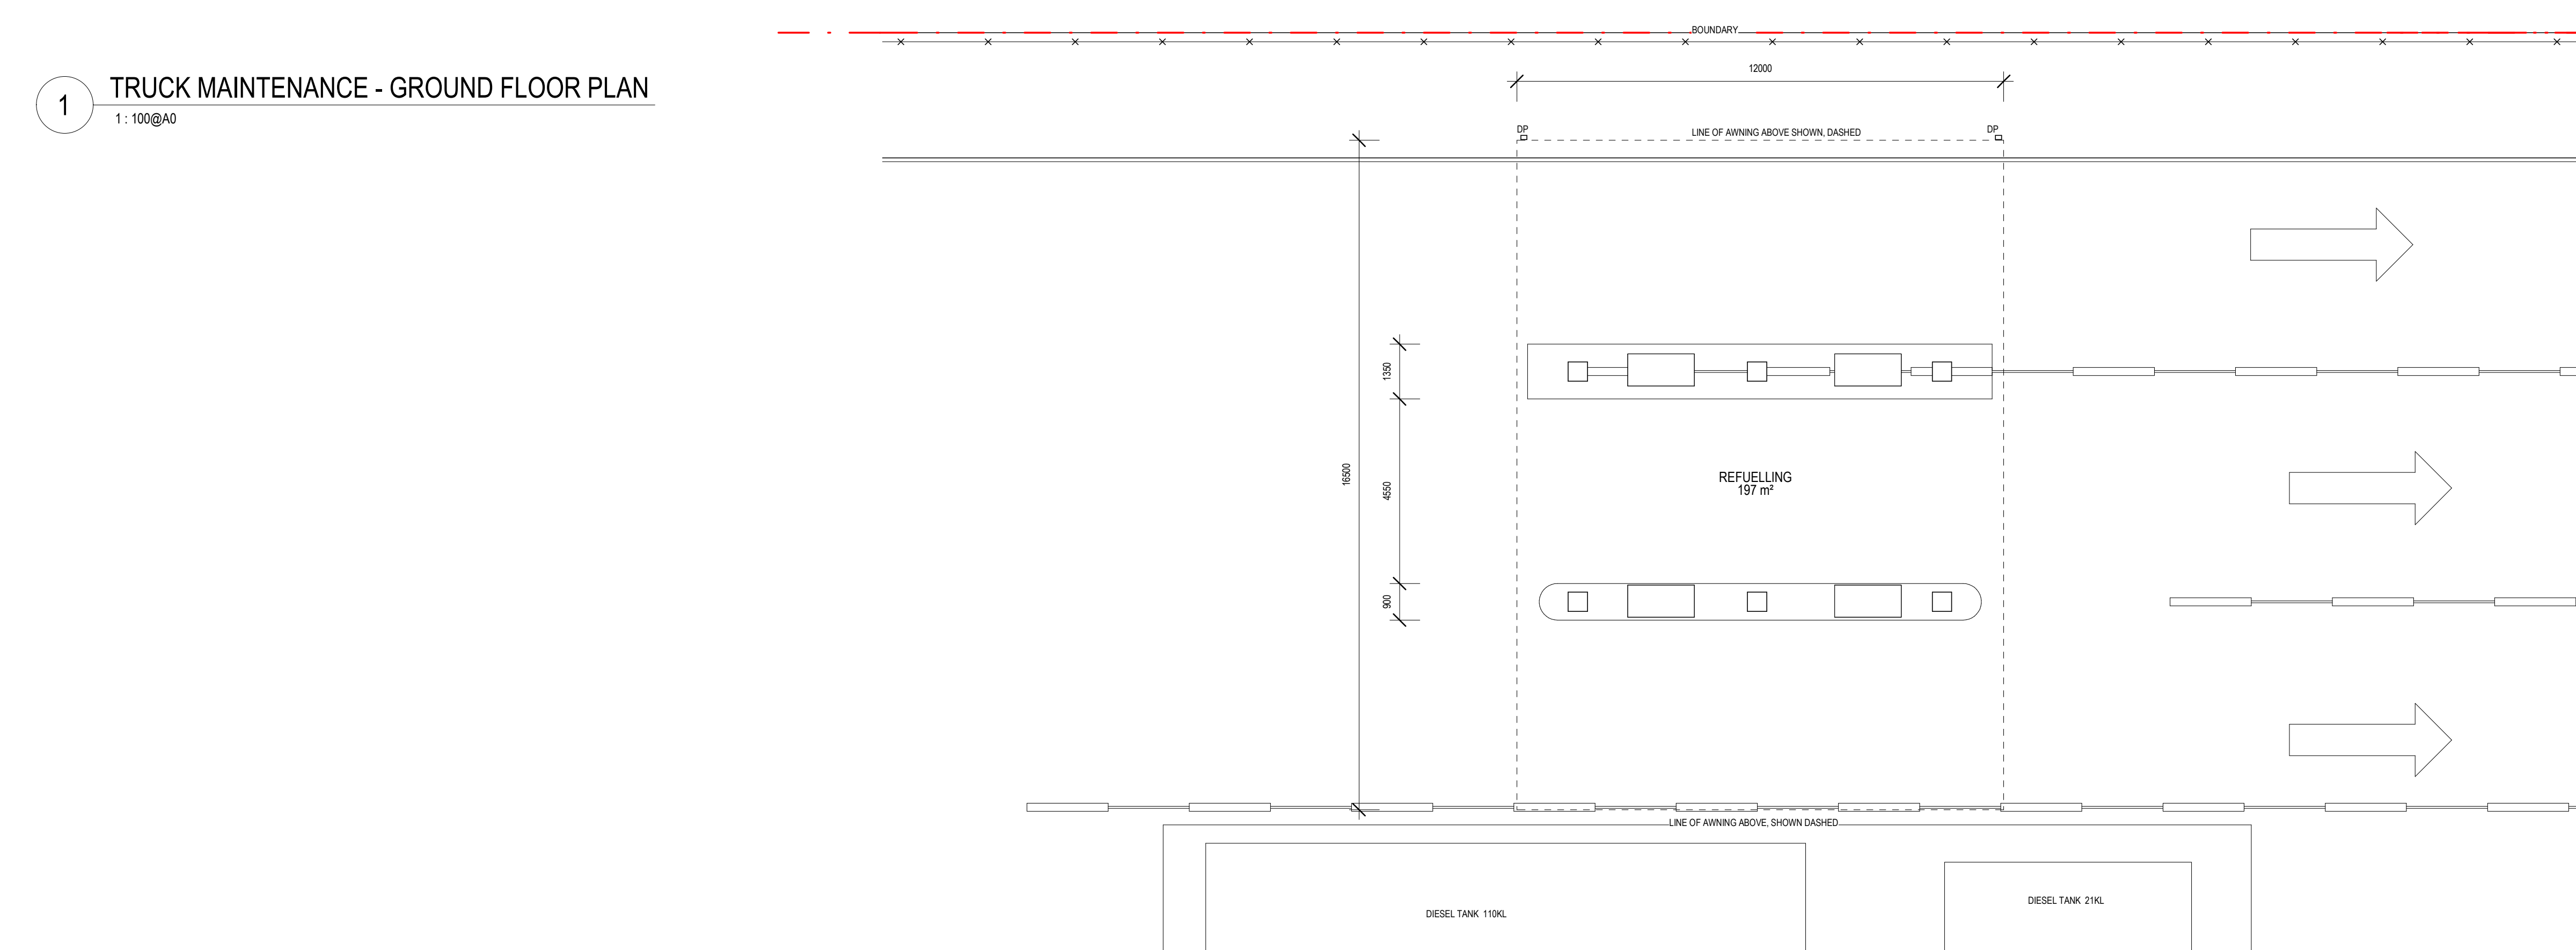 BOUNDARY
12000
1
TRUCK MAINTENANCE - GROUND FLOOR PLAN
1 : 100@A0
DP
LINE OF AWNING ABOVE SHOWN, DASHED
DP
1350
16500
4550
REFUELLING
197 m²
900
LINE OF AWNING ABOVE, SHOWN DASHED
DIESEL TANK 21KL
DIESEL TANK 110KL